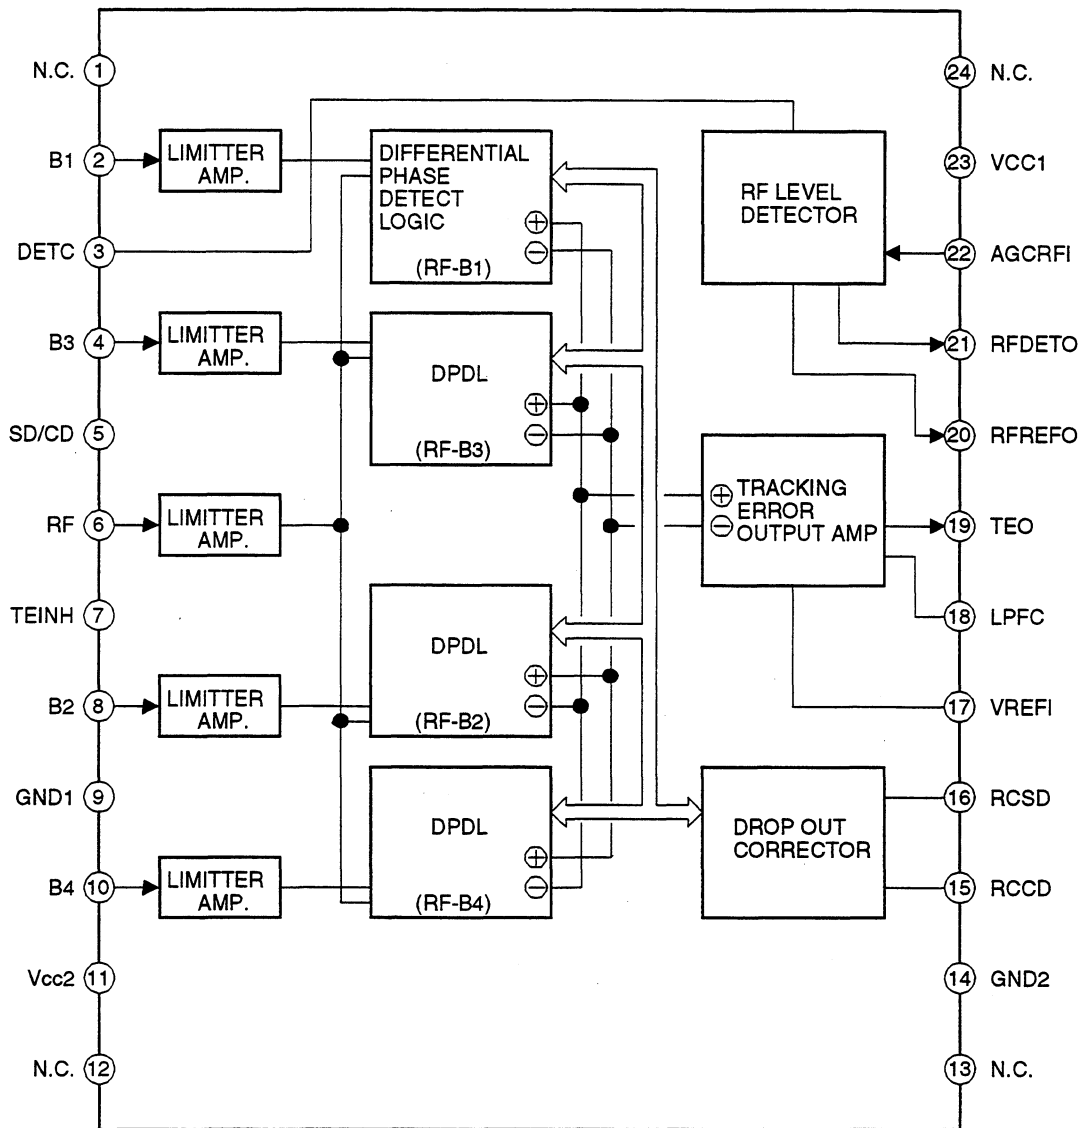 N.C. 1
24 N.C.
B1 2
LIMITTER
AMP.
DIFFERENTIAL
PHASE
DETECT
LOGIC
+
−
(RF-B1)
RF LEVEL
DETECTOR
23 VCC1
DETC 3
22 AGCRFI
B3 4
LIMITTER
AMP.
DPDL
+
−
(RF-B3)
21 RFDETO
SD/CD 5
20 RFREFO
RF 6
LIMITTER
AMP.
+ TRACKING
ERROR
− OUTPUT AMP
19 TEO
TEINH 7
18 LPFC
B2 8
LIMITTER
AMP.
DPDL
+
−
(RF-B2)
17 VREFI
GND1 9
16 RCSD
B4 10
LIMITTER
AMP.
DPDL
+
−
(RF-B4)
DROP OUT
CORRECTOR
15 RCCD
Vcc2 11
14 GND2
N.C. 12
13 N.C.